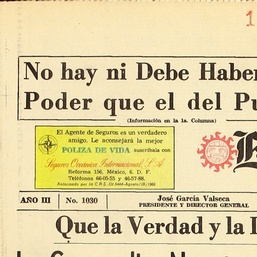 1
No hay ni Debe Haber
Poder que el del Pu
(Información en la 1a. Columna)
El Agente de Seguros es un verdadero
amigo. Le aconsejará la mejor
POLIZA DE VIDA suscríbala con
Seguros Oceánica Internacional, S. A.
Reforma 156, México, 6, D. F.
Teléfonos 66-05-55 y 46-57-88.
AÑO III
No. 1030
José García Valseca
PRESIDENTE Y DIRECTOR GENERAL
Que la Verdad y la